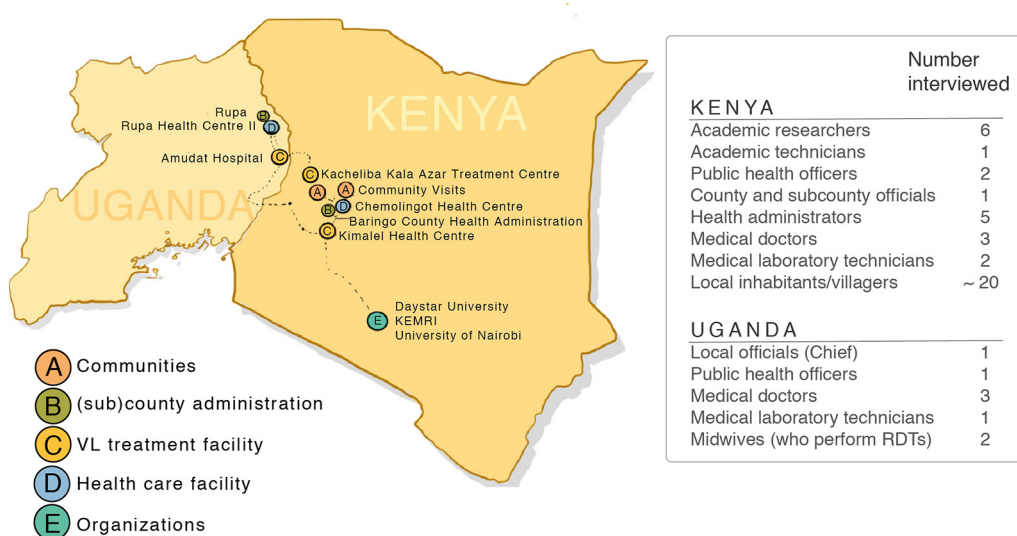 KENYA
UGANDA
B
Rupa
D
Rupa Health Centre II
C
Amudat Hospital
C
Kacheliba Kala Azar Treatment Centre
A
A
Community Visits
D
Chemolingot Health Centre
B
Baringo County Health Administration
C
Kimalel Health Centre
E
Daystar University
KEMRI
University of Nairobi
A Communities
B (sub)county administration
C VL treatment facility
D Health care facility
E Organizations
Number
interviewed
KENYA
Academic researchers 6
Academic technicians 1
Public health officers 2
County and subcounty officials 1
Health administrators 5
Medical doctors 3
Medical laboratory technicians 2
Local inhabitants/villagers ~ 20
UGANDA
Local officials (Chief) 1
Public health officers 1
Medical doctors 3
Medical laboratory technicians 1
Midwives (who perform RDTs) 2